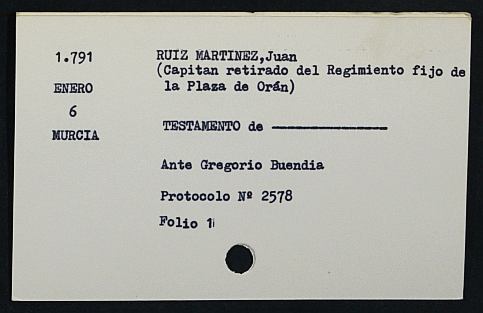 1.791
ENERO
6
MURCIA
RUIZ MARTINEZ,Juan
(Capitan retirado del Regimiento fijo de
la Plaza de Orán)
TESTAMENTO de ————————
Ante Gregorio Buendia
Protocolo Nº 2578
Folio 1